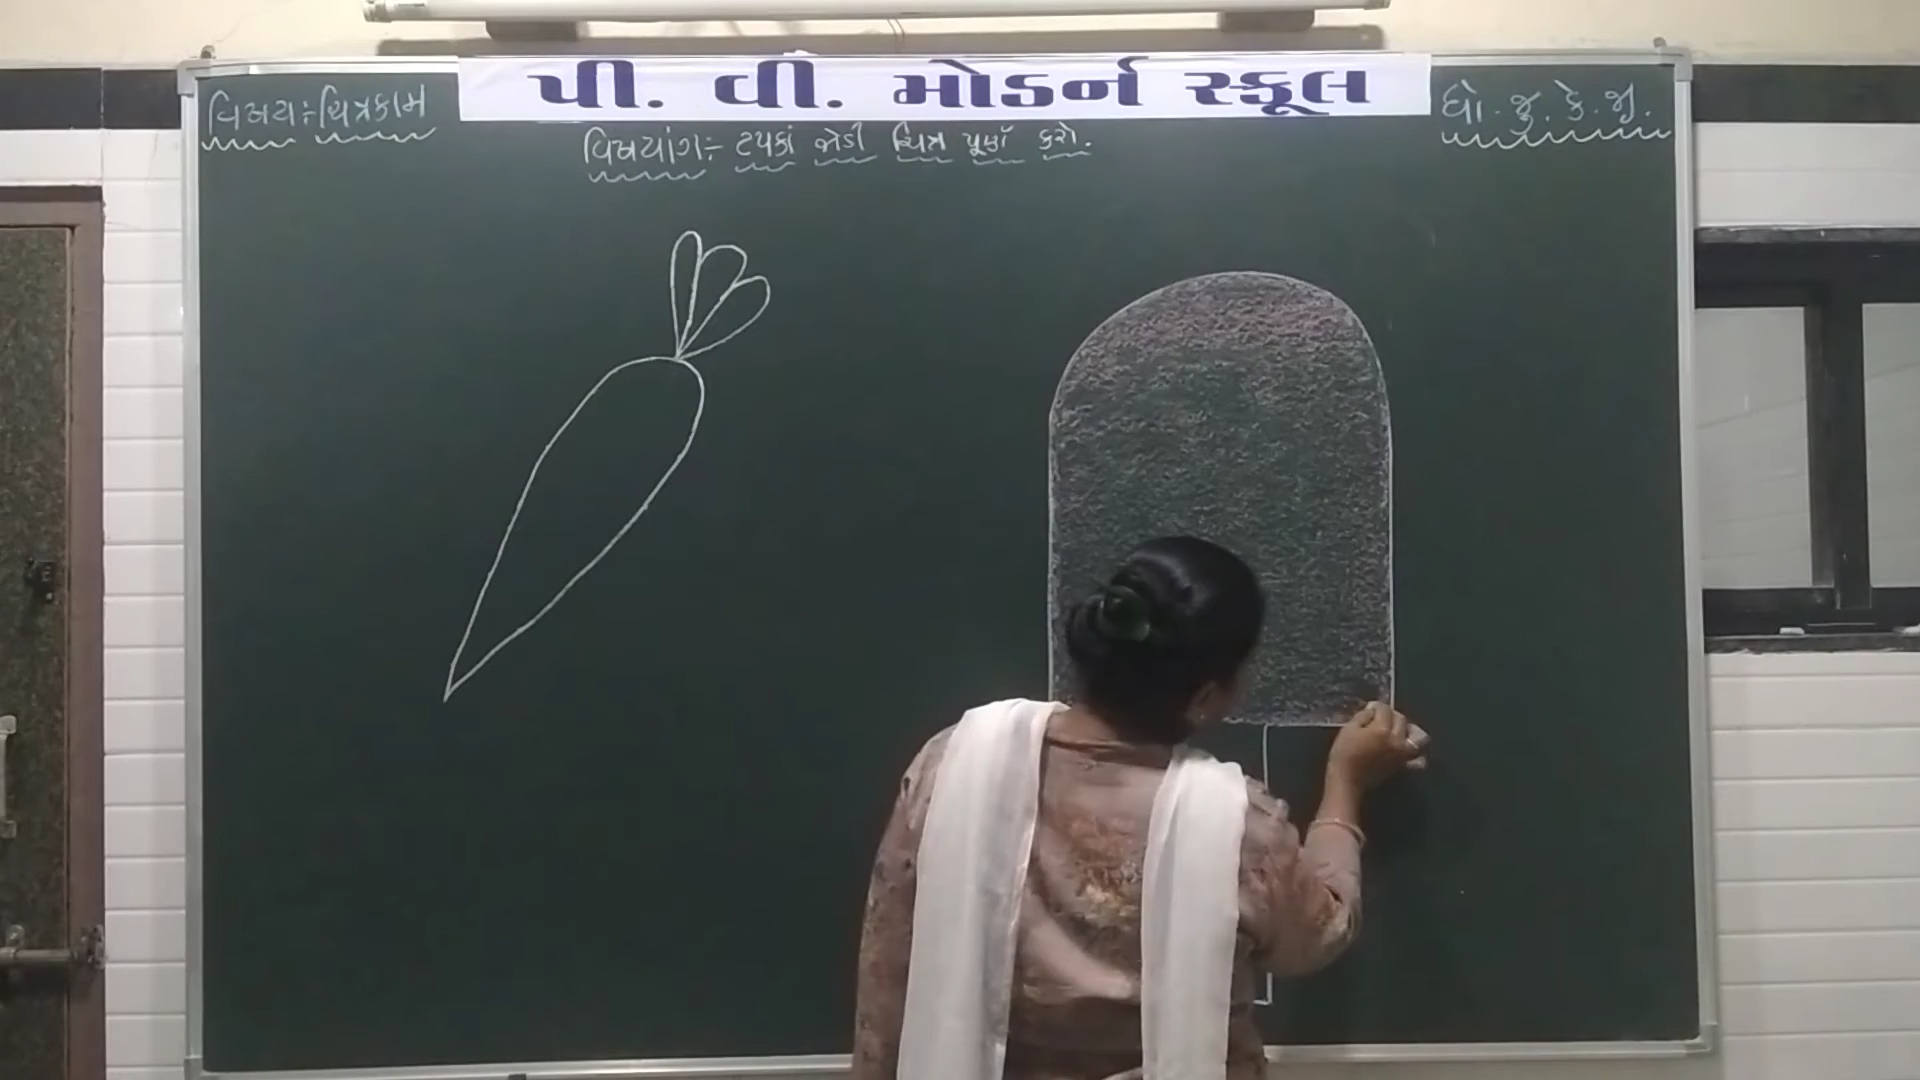 પી. વી. મોડર્ન સ્કૂલ
વિષય:-ચિત્રકામ
ધો. જુ. કે. જી.
વિષયાંગ:- ટપકાં જોડી ચિત્ર પૂર્ણ કરો.